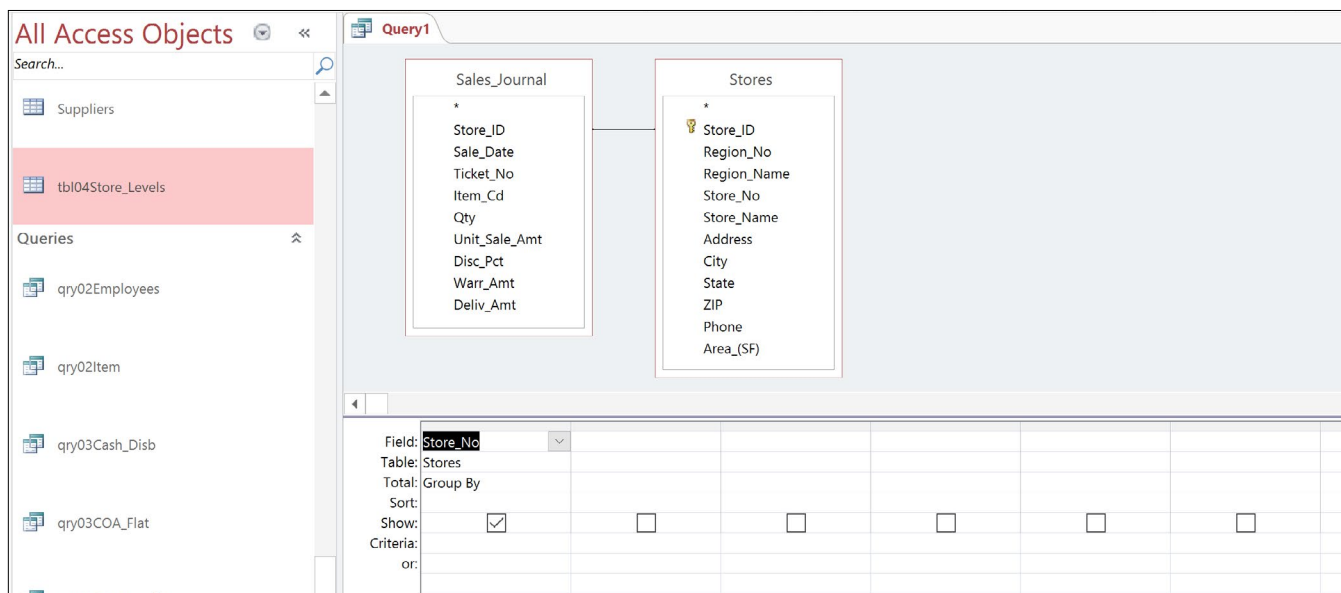 All Access Objects
Search...
Suppliers
tbl04Store_Levels
Queries
qry02Employees
qry02Item
qry03Cash_Disb
qry03COA_Flat
Query1
Sales_Journal
*
Store_ID
Sale_Date
Ticket_No
Item_Cd
Qty
Unit_Sale_Amt
Disc_Pct
Warr_Amt
Deliv_Amt
Stores
*
Store_ID
Region_No
Region_Name
Store_No
Store_Name
Address
City
State
ZIP
Phone
Area_(SF)
Field: Store_No
Table: Stores
Total: Group By
Sort:
Show:
Criteria:
or: